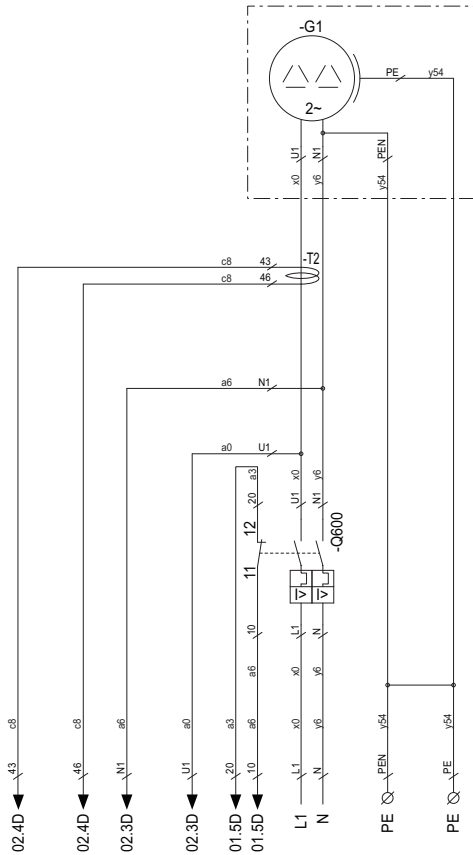 -G1
2~
PE
y54
U1
N1
PEN
x0
y6
y54
c8
43
-T2
c8
46
a6
N1
a0
U1
a3
x0
y6
20
U1
N1
12
-Q600
11
I>
I>
10
L1
N
a6
x0
y6
c8
c8
a6
a0
a3
a6
x0
y6
y54
y54
43
46
N1
U1
20
10
L1
N
PEN
PE
02.4D
02.4D
02.3D
02.3D
01.5D
01.5D
L1
N
PE
PE